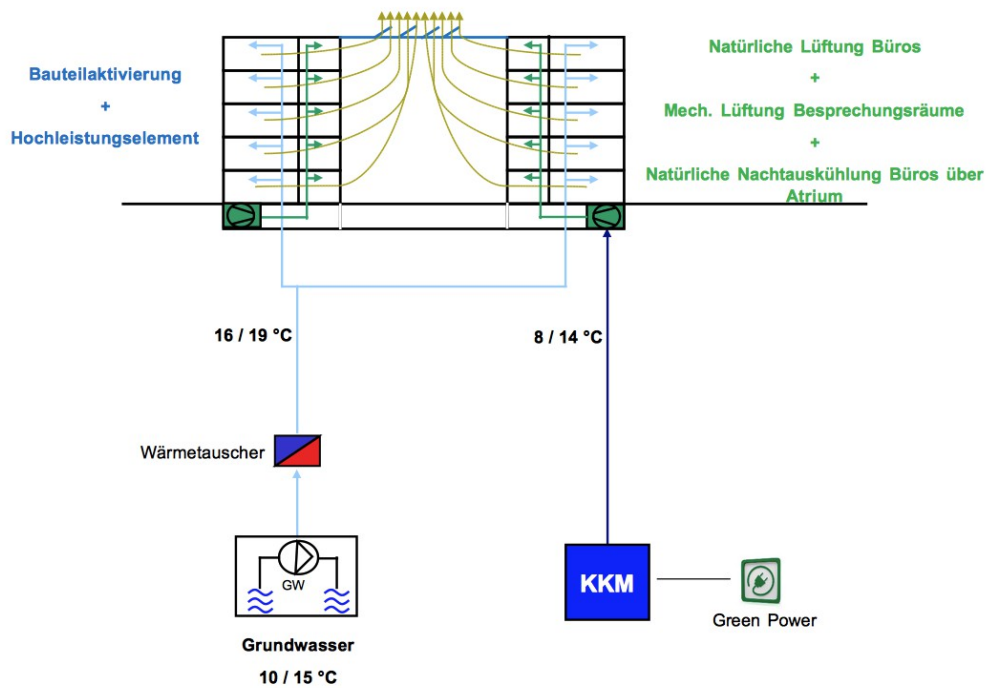 Bauteilaktivierung
+
Hochleistungselement
Natürliche Lüftung Büros
+
Mech. Lüftung Besprechungsräume
+
Natürliche Nachtauskühlung Büros über
Atrium
16 / 19 °C
8 / 14 °C
Wärmetauscher
GW
KKM
Green Power
Grundwasser
10 / 15 °C